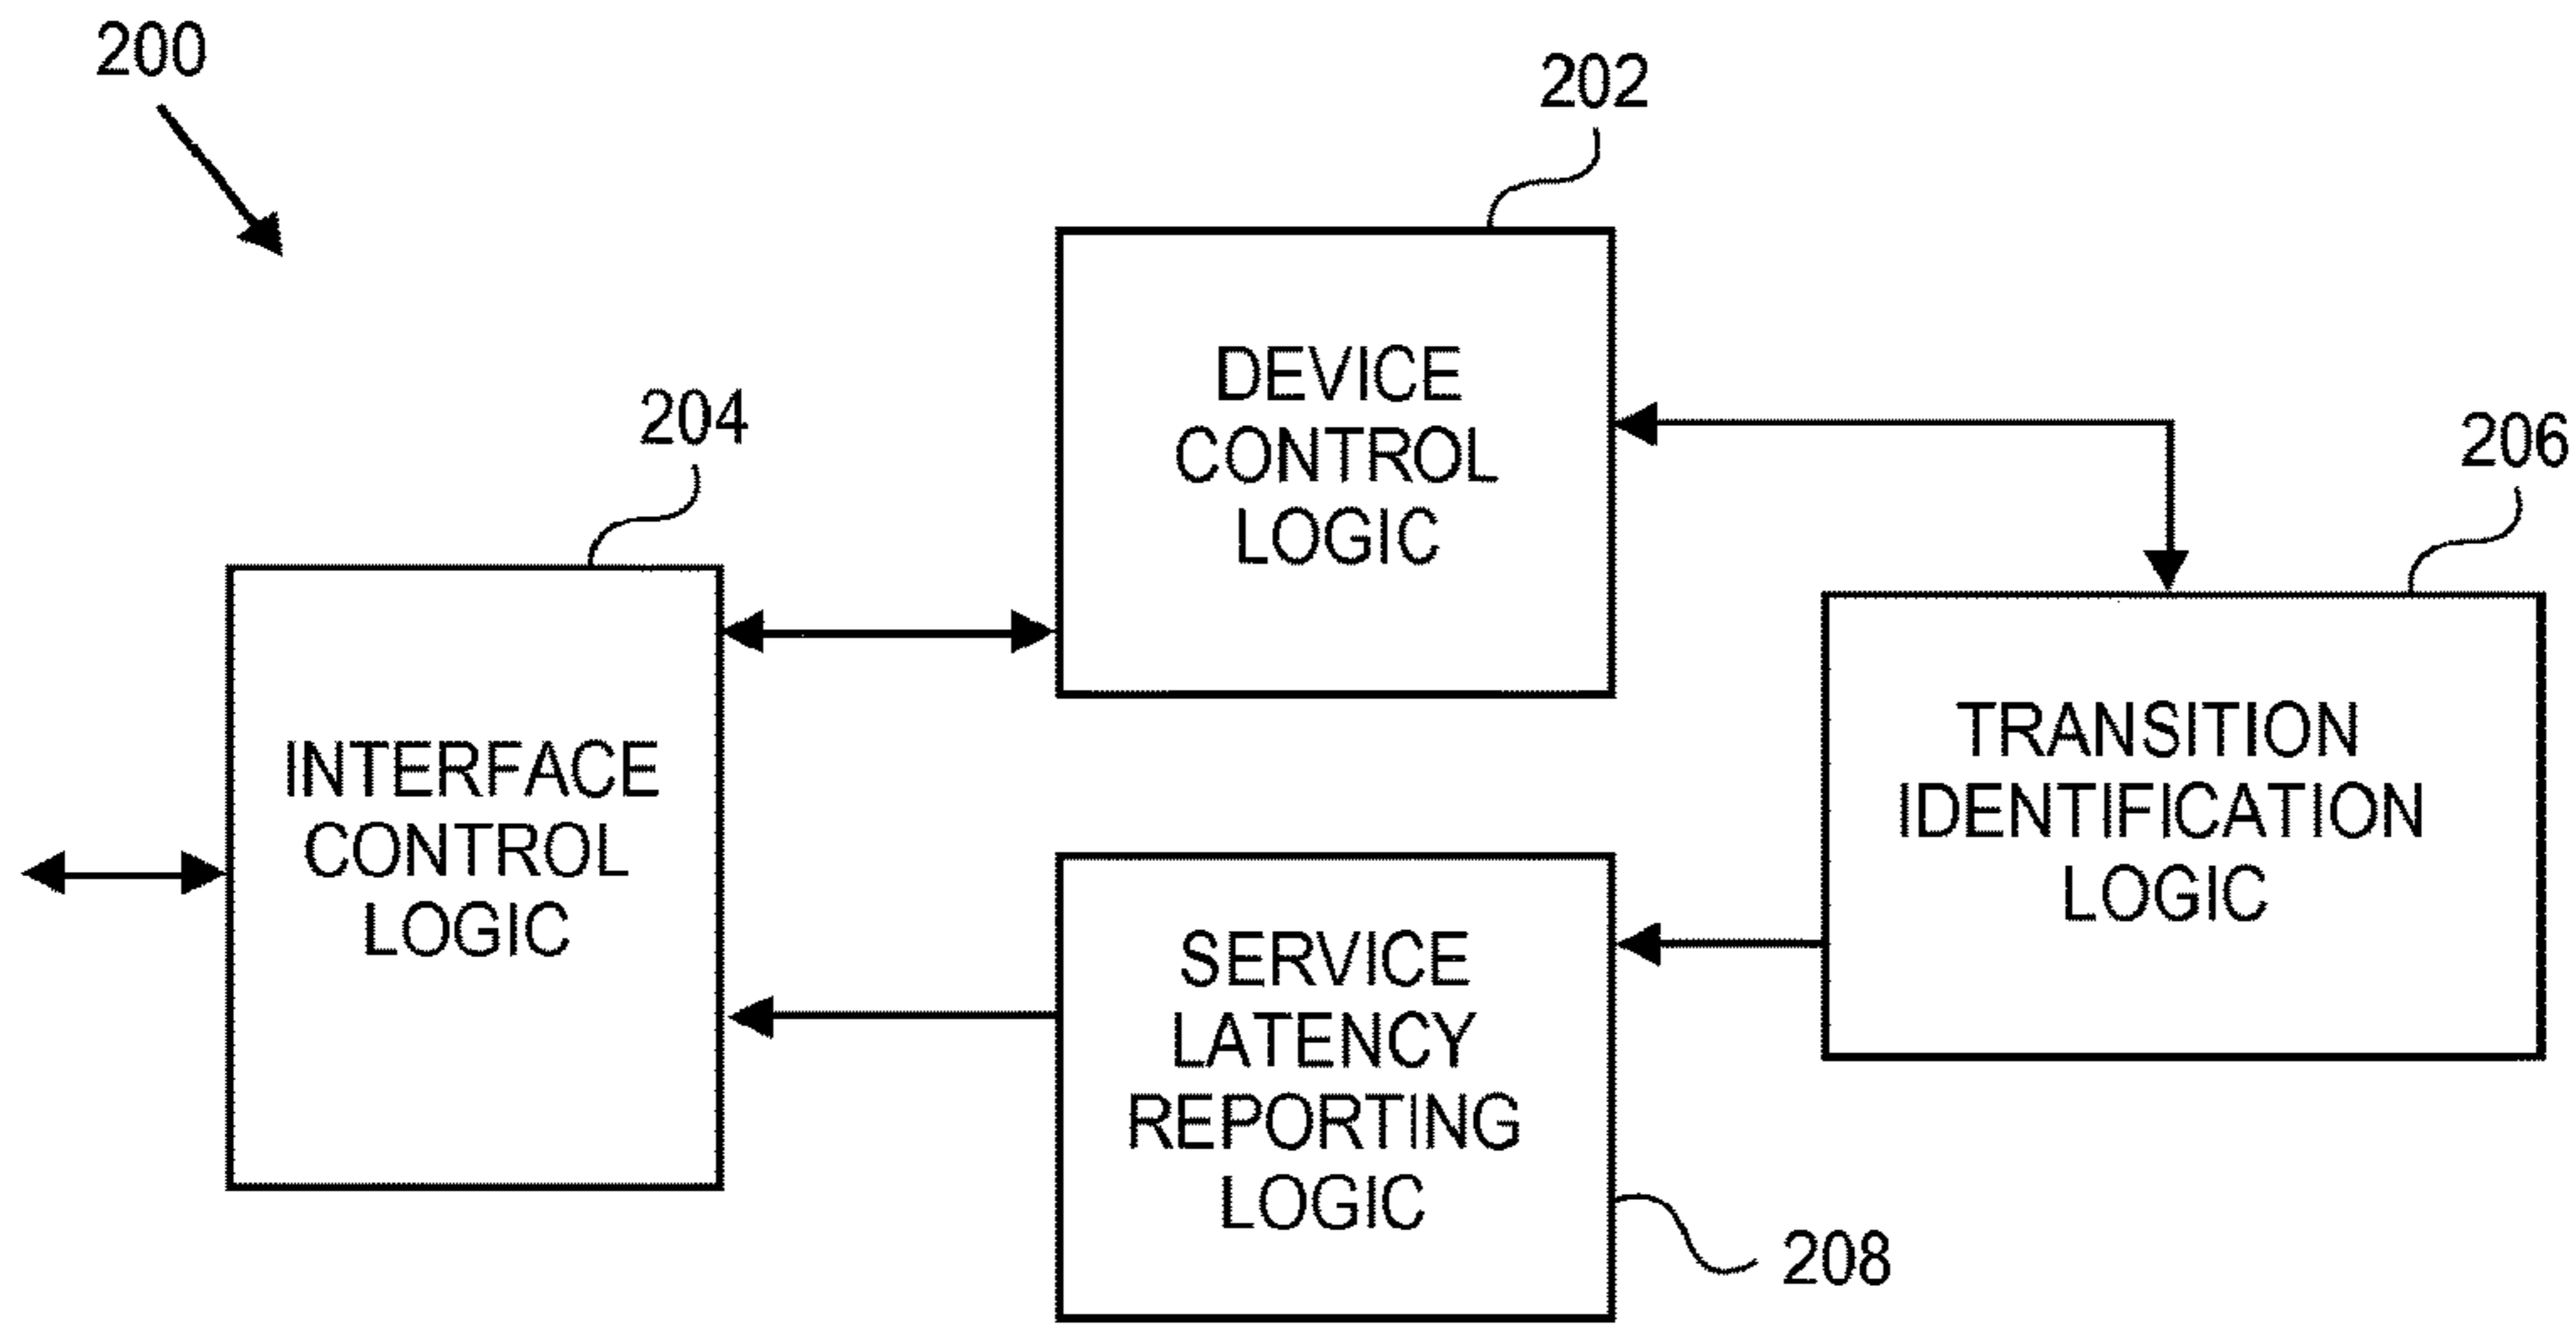 200
202
DEVICE
CONTROL
LOGIC
204
INTERFACE
CONTROL
LOGIC
206
TRANSITION
IDENTIFICATION
LOGIC
SERVICE
LATENCY
REPORTING
LOGIC
208